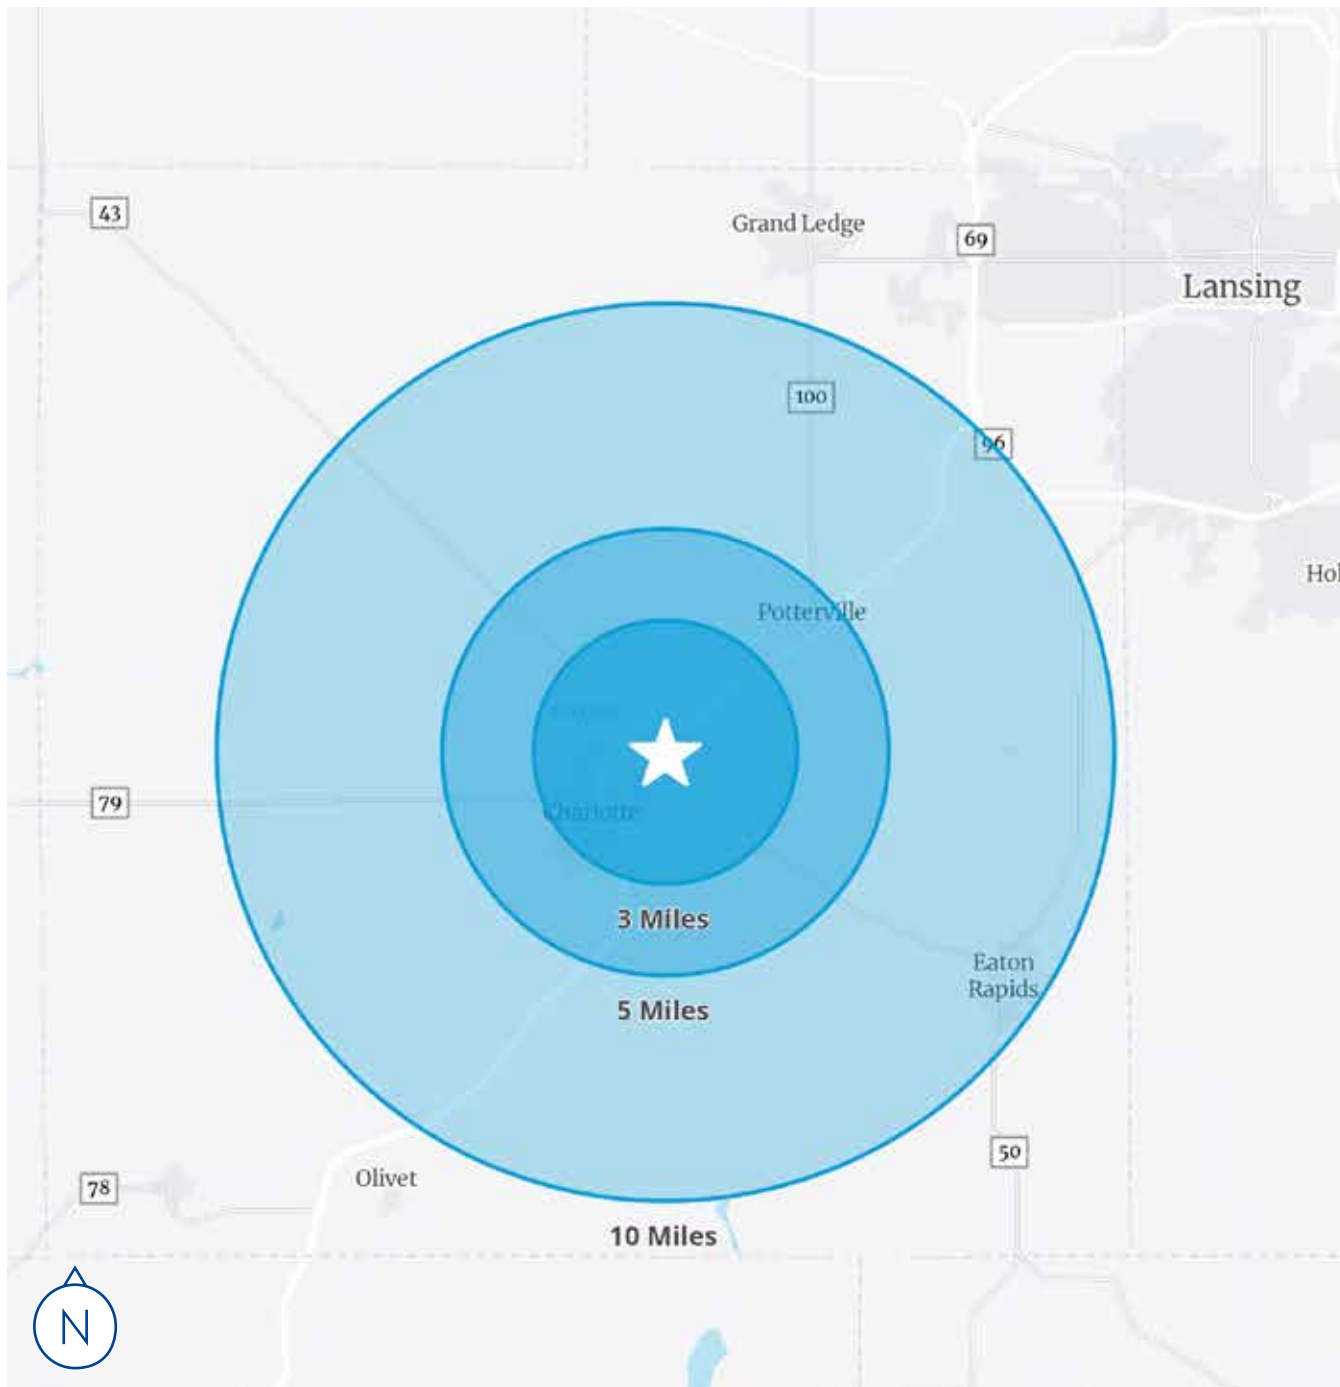 43
Grand Ledge
69
Lansing
100
96
Hol
Potterville
79
Charlotte
3 Miles
Eaton
Rapids
5 Miles
50
Olivet
78
10 Miles
N